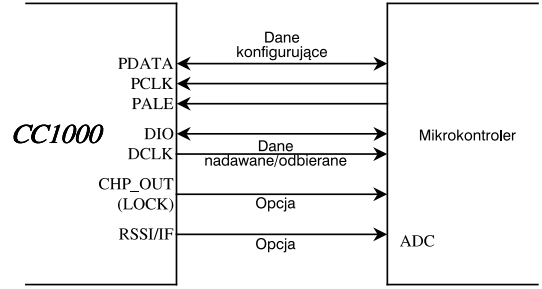 Dane
konfigurujące
PDATA
PCLK
PALE
CC1000
DIO
Mikrokontroler
Dane
DCLK
nadawane/odbierane
CHP_OUT
(LOCK)
Opcja
RSSI/IF
ADC
Opcja